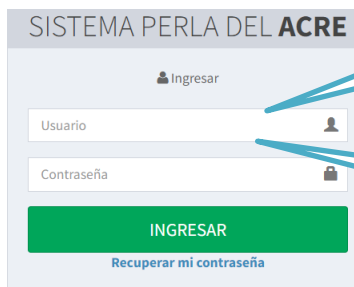 SISTEMA PERLA DEL ACRE
Ingresar
Usuario
Contraseña
INGRESAR
Recuperar mi contraseña